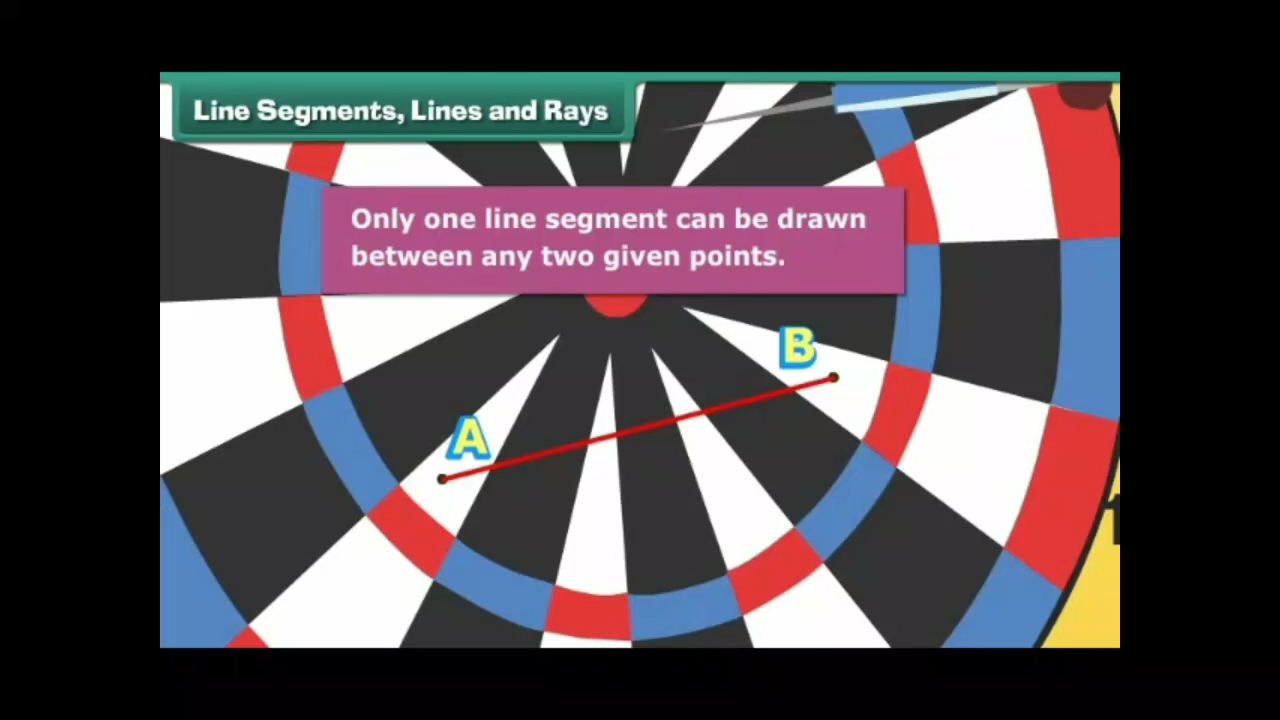 Line Segments, Lines and Rays
Only one line segment can be drawn
between any two given points.
B
A